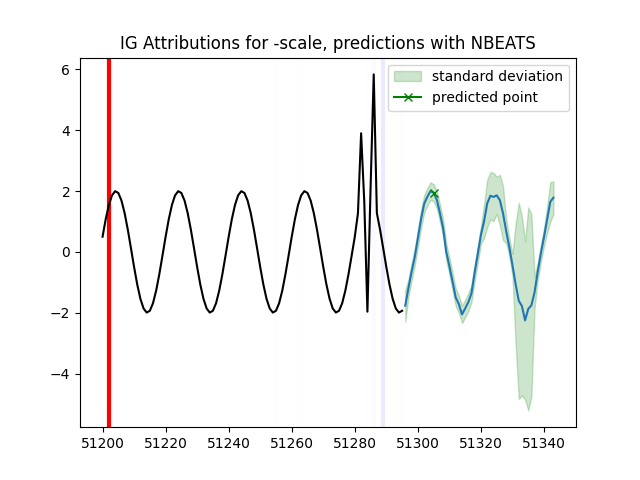 IG Attributions for -scale, predictions with NBEATS
standard deviation
predicted point
6
4
2
0
−2
−4
51200 51220 51240 51260 51280 51300 51320 51340